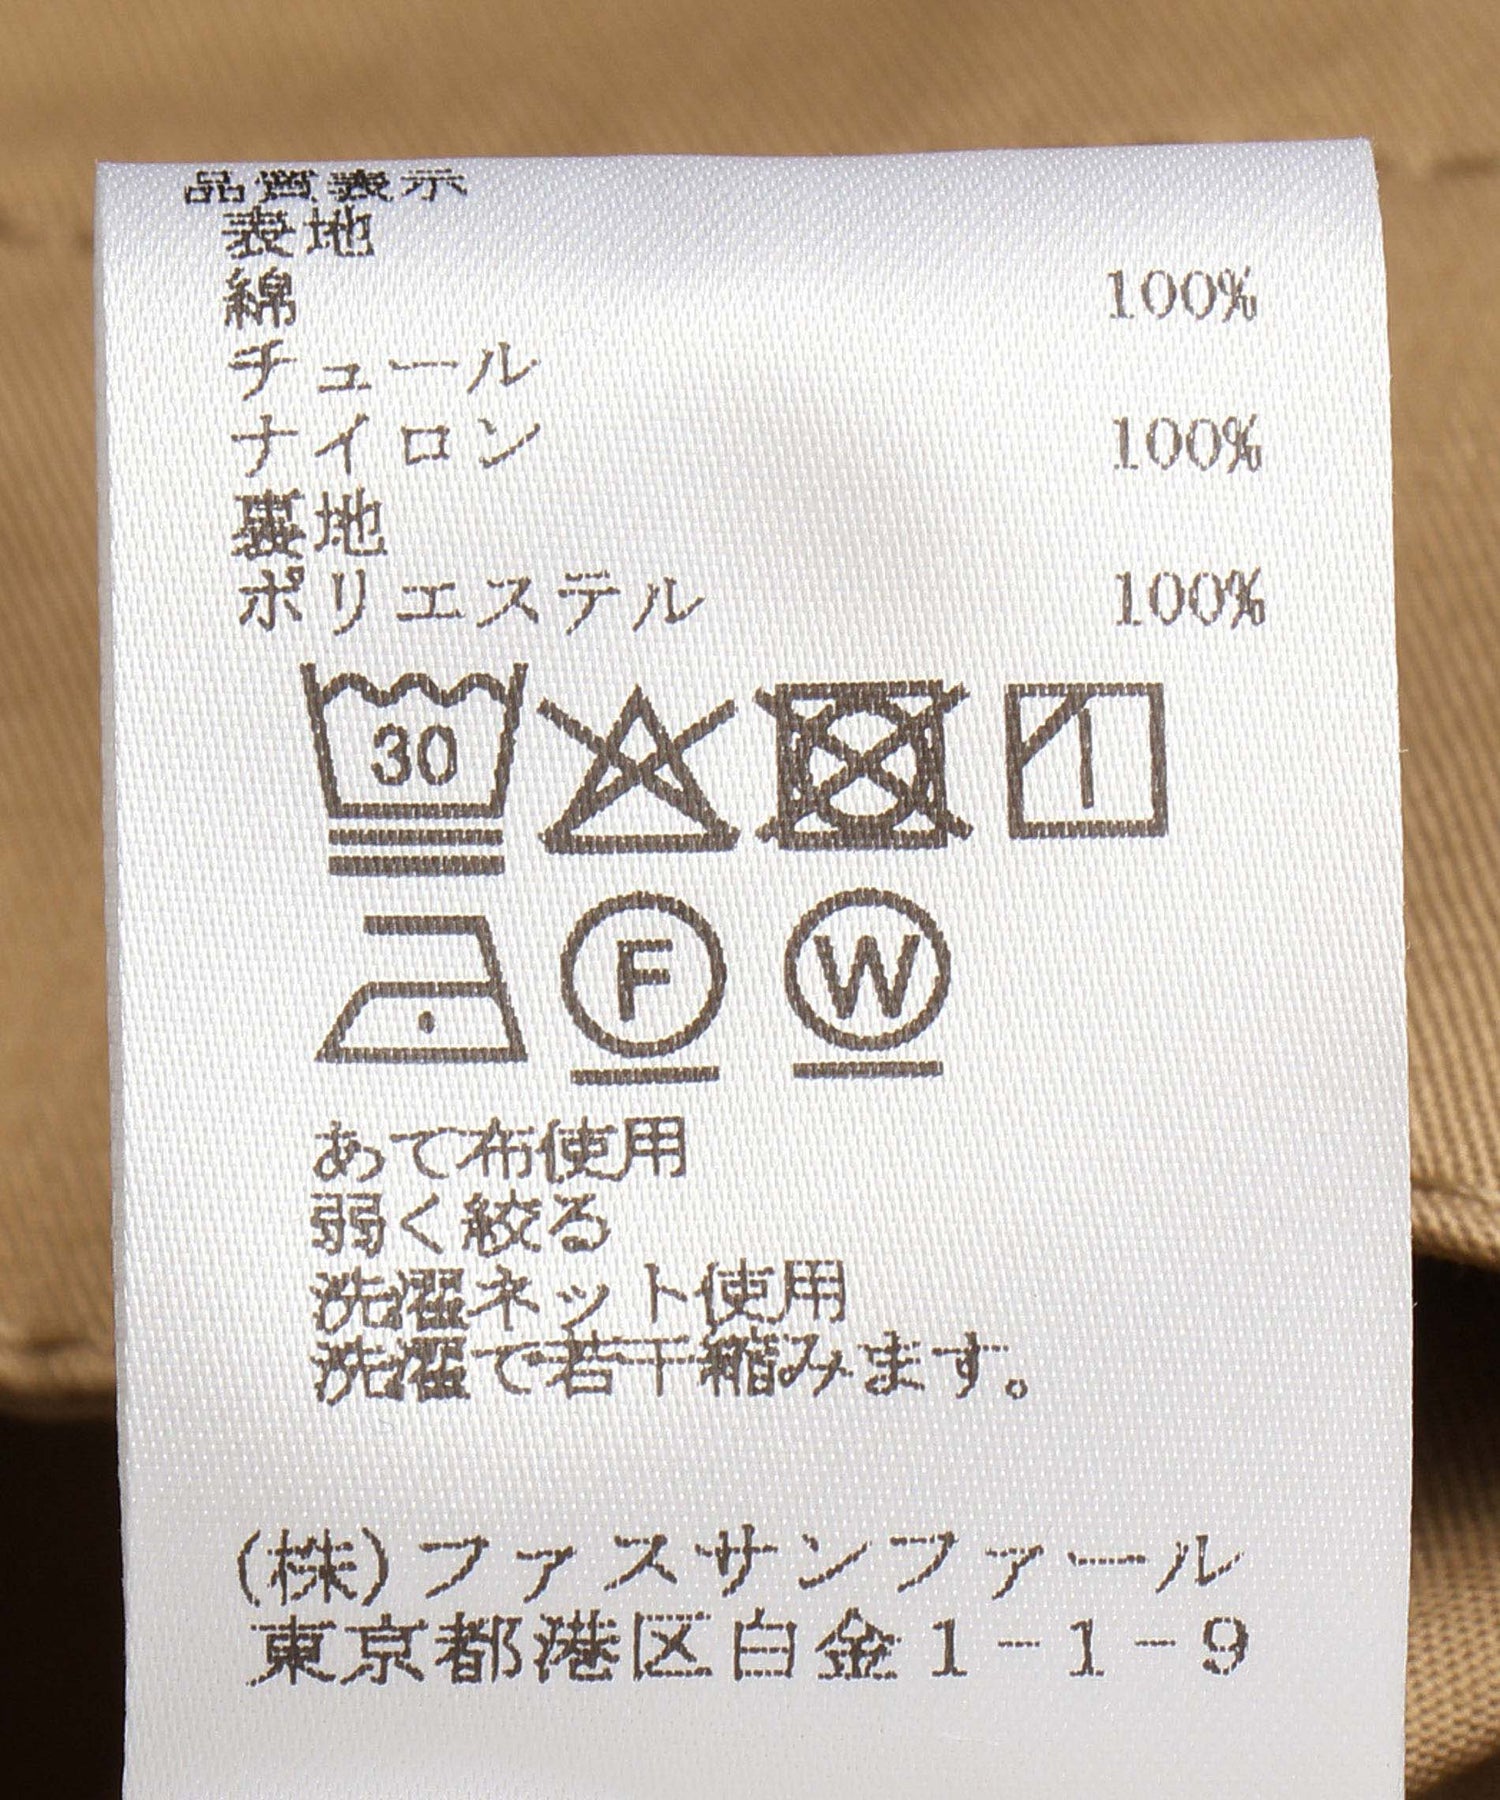 品質表示
表地
綿 100%
チュール
ナイロン 100%
裏地
ポリエステル 100%
30
F W
あて布使用
弱く絞る
洗濯ネット使用
洗濯で若干縮みます。
(株)ファスサンファール
東京都港区白金1-1-9